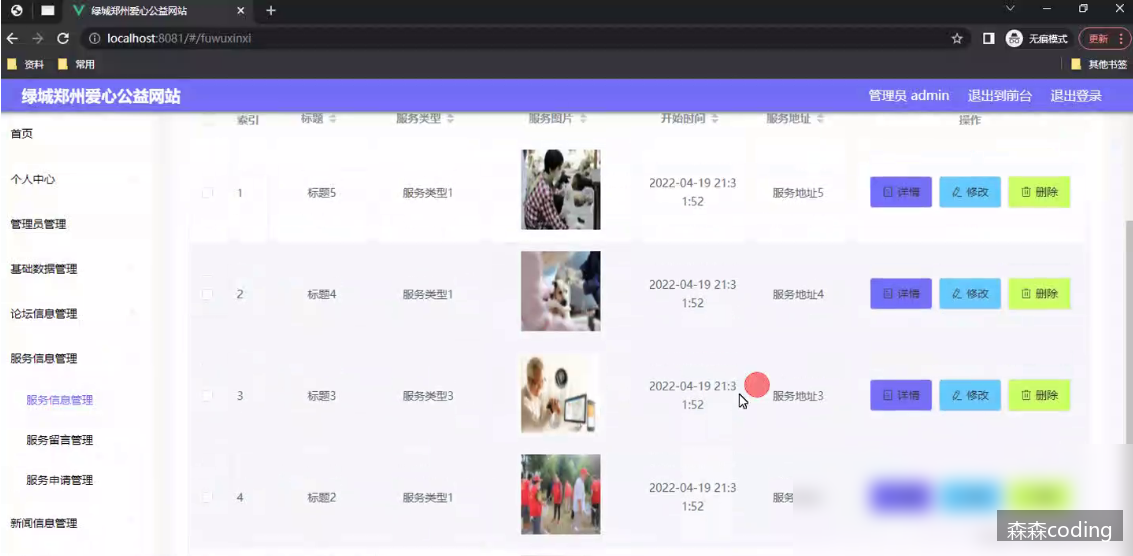 绿城郑州爱心公益网站
localhost:8081/#/fuwuxinxi
无痕模式
更新
资料 常用 其他书签
绿城郑州爱心公益网站 管理员 admin 退出到前台 退出登录
索引 标题 服务类型 服务图片 开始时间 服务地址 操作
首页
个人中心
管理员管理
基础数据管理
论坛信息管理
服务信息管理
服务信息管理
服务留言管理
服务申请管理
新闻信息管理
1 标题5 服务类型1 2022-04-19 21:3
1:52 服务地址5 详情 修改 删除
2 标题4 服务类型1 2022-04-19 21:3
1:52 服务地址4 详情 修改 删除
3 标题3 服务类型3 2022-04-19 21:3
1:52 服务地址3 详情 修改 删除
4 标题2 服务类型1 2022-04-19 21:3
1:52 服务
森森coding